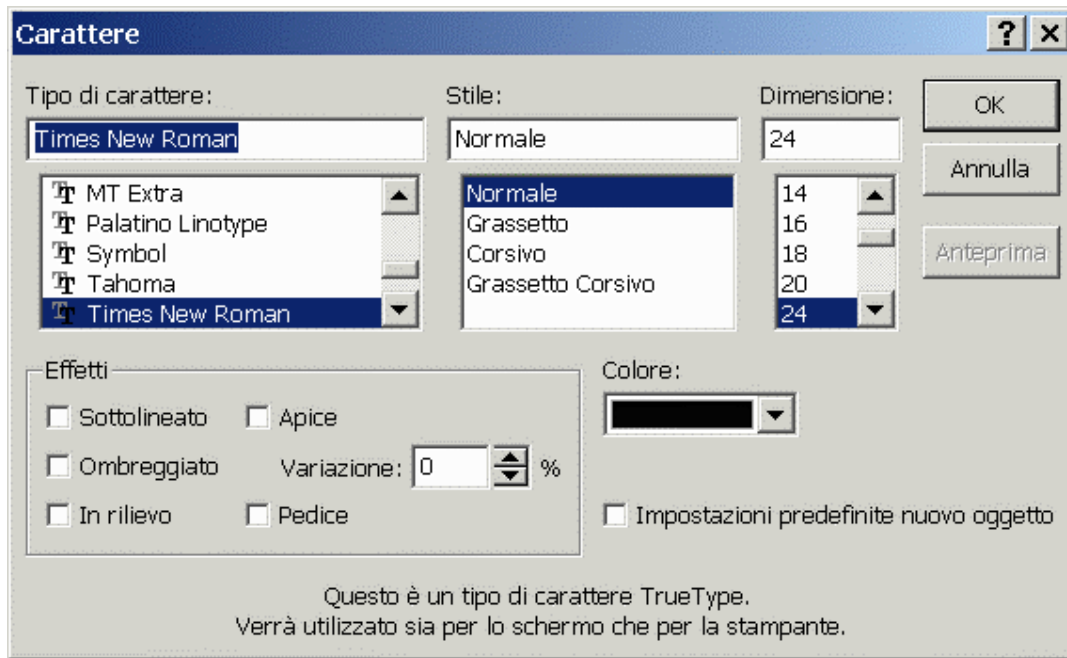 Carattere
Tipo di carattere: Stile: Dimensione:
Times New Roman Normale 24
OK
Annulla
Anteprima
MT Extra
Palatino Linotype
Symbol
Tahoma
Times New Roman
Normale
Grassetto
Corsivo
Grassetto Corsivo
14
16
18
20
24
Effetti
Sottolineato Apice
Ombreggiato Variazione: 0 %
In rilievo Pedice
Colore:
Impostazioni predefinite nuovo oggetto
Questo è un tipo di carattere TrueType.
Verrà utilizzato sia per lo schermo che per la stampante.